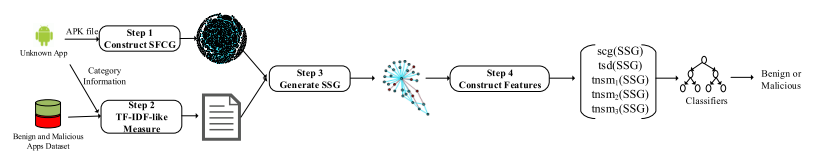 APK file
Step 1
Construct SFCG
Unknown App
Category
Information
Step 2
TF-IDF-like
Measure
Benign and Malicious
Apps Dataset
Step 3
Generate SSG
Step 4
Construct Features
scg(SSG)
tsd(SSG)
tnsm₁(SSG)
tnsm₂(SSG)
tnsm₃(SSG)
Classifiers
Benign or
Malicious